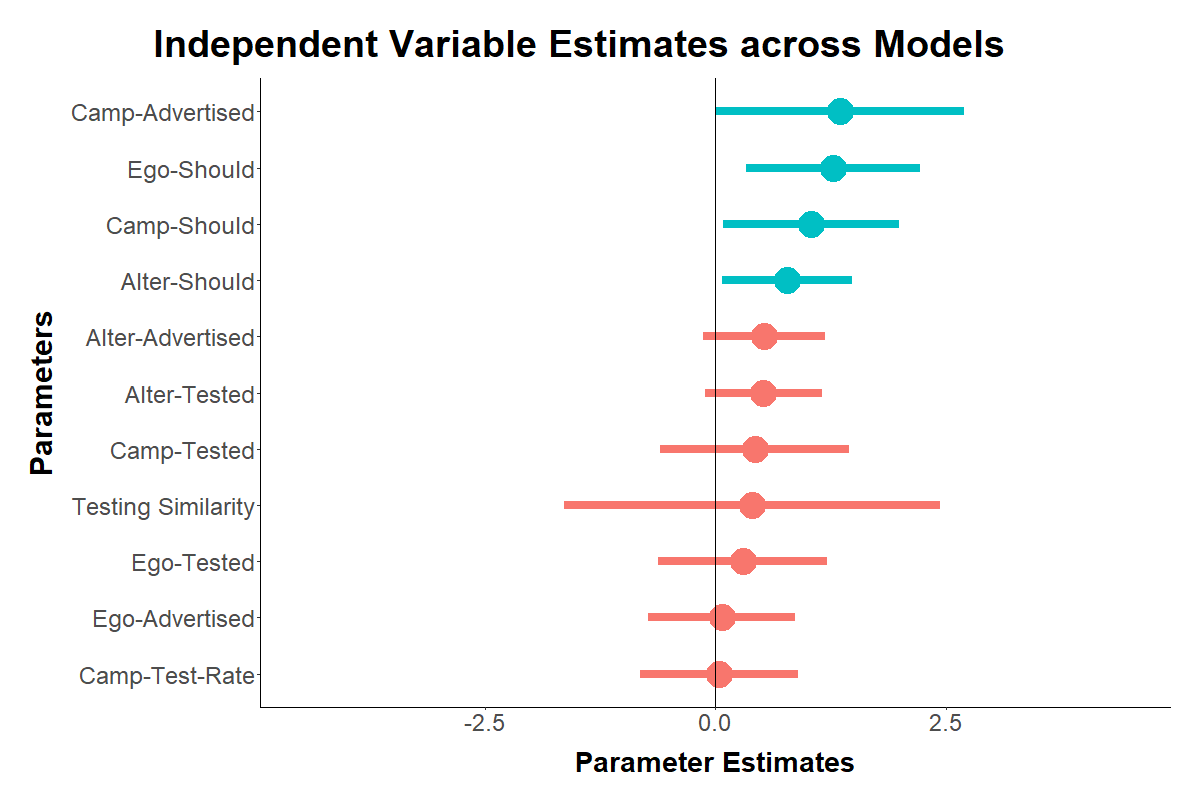 Independent Variable Estimates across Models
Camp-Advertised
Ego-Should
Camp-Should
Alter-Should
Alter-Advertised
Alter-Tested
Camp-Tested
Testing Similarity
Ego-Tested
Ego-Advertised
Camp-Test-Rate
Parameters
-2.5 0.0 2.5
Parameter Estimates